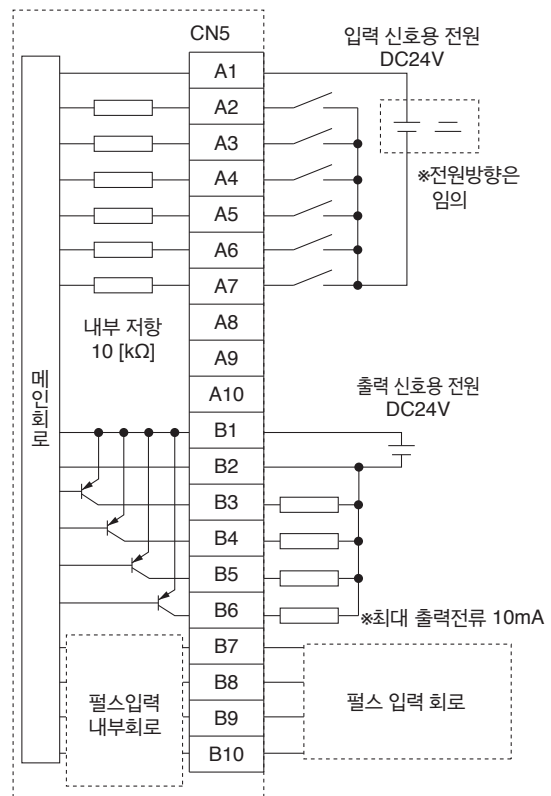 CN5
입력 신호용 전원
DC24V
A1
A2
A3
A4
A5
A6
A7
A8
A9
A10
B1
B2
B3
B4
B5
B6
B7
B8
B9
B10
※전원방향은
임의
내부 저항
10 [kΩ]
메인회로
출력 신호용 전원
DC24V
※최대 출력전류 10mA
펄스입력
내부회로
펄스 입력 회로